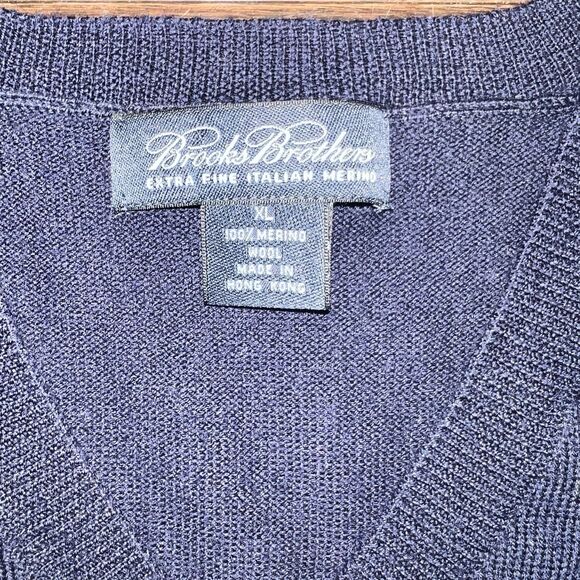 Brooks Brothers
EXTRA FINE ITALIAN MERINO
XL
100% MERINO
WOOL
MADE IN
HONG KONG